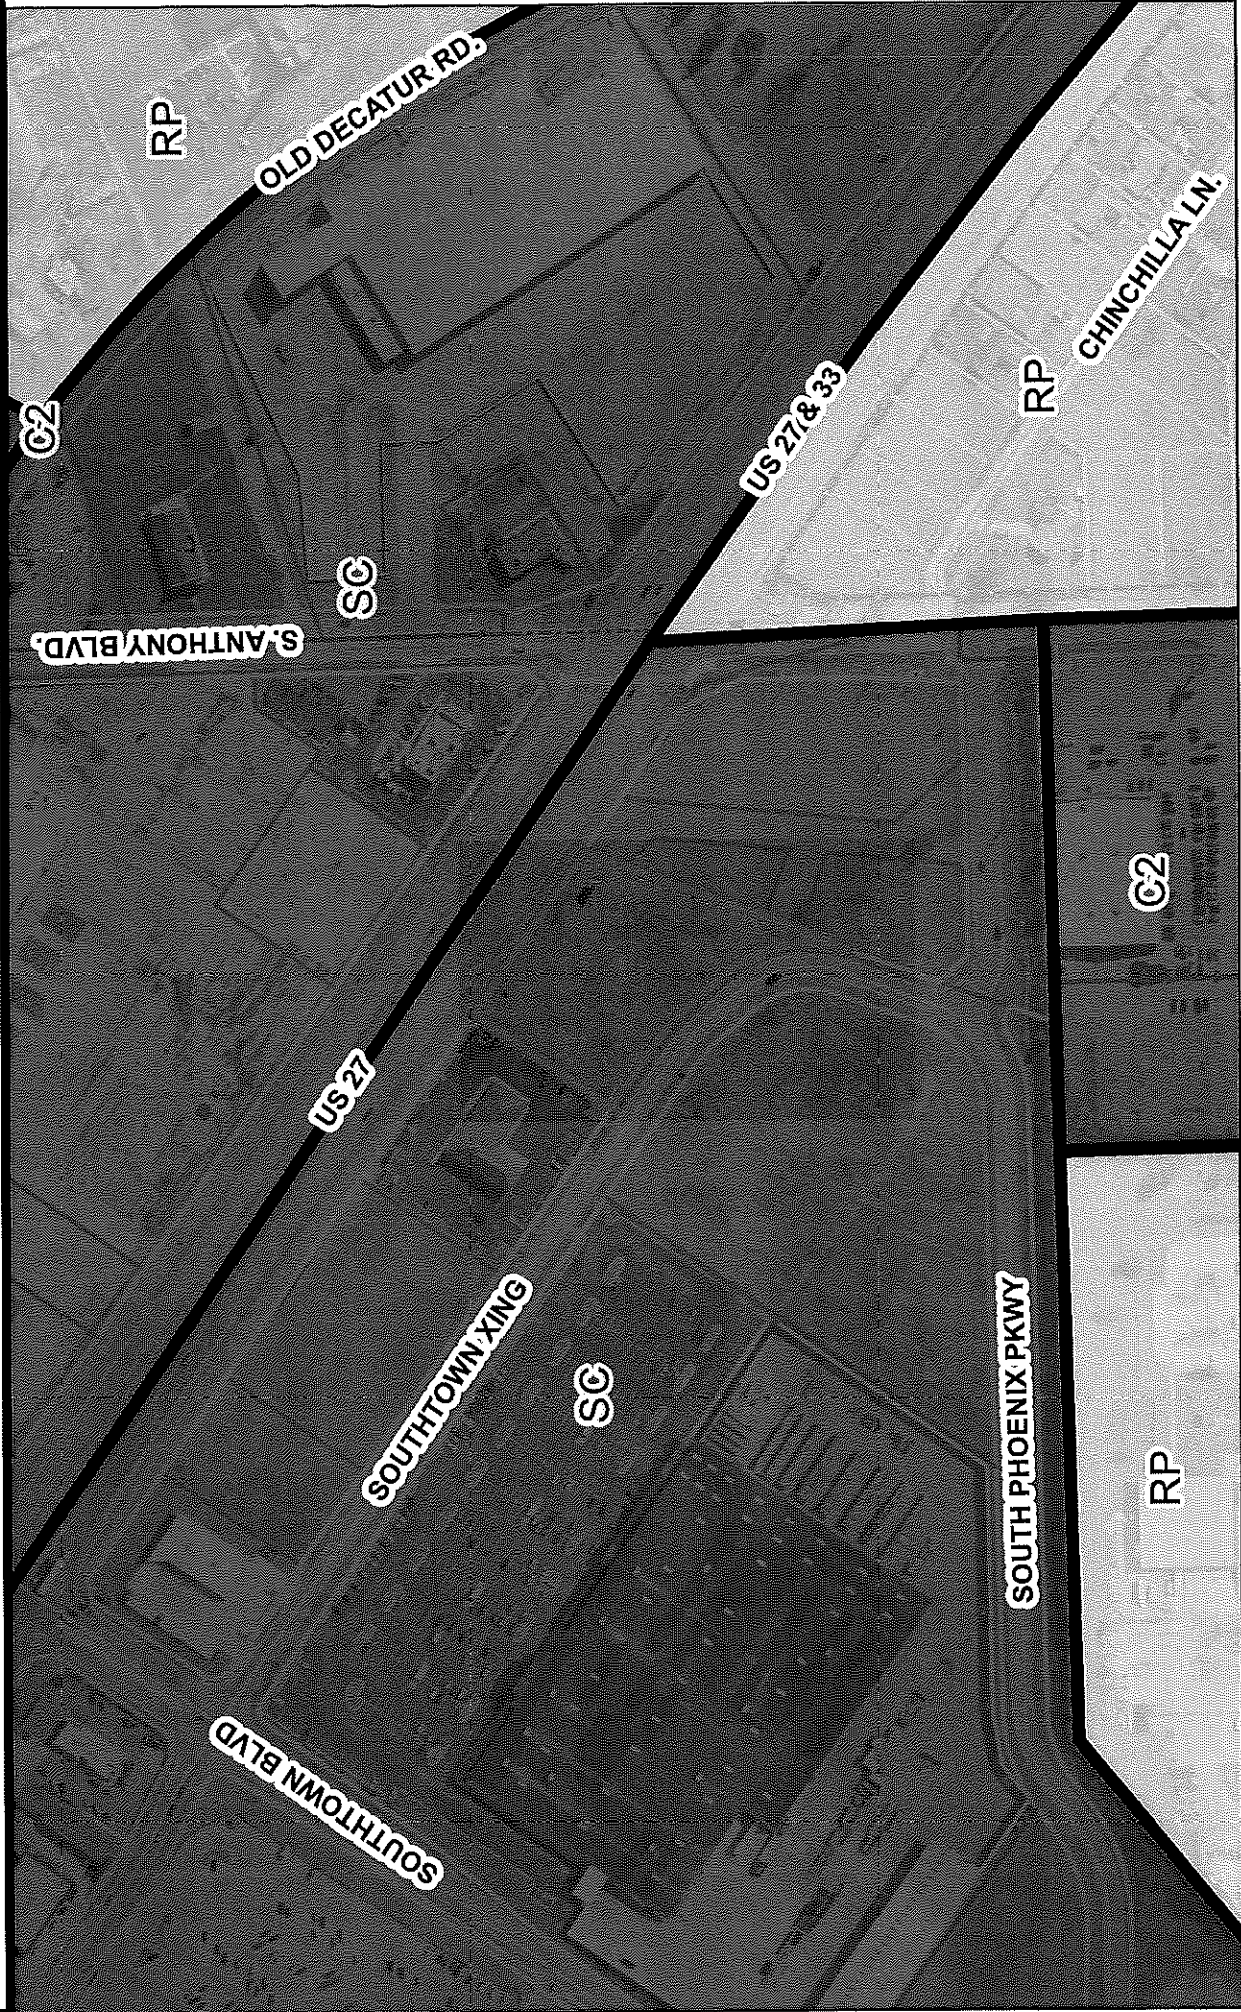 RP
OLD DECATUR RD.
C2
SC
S. ANTHONY BLVD.
US 27 & 33
RP
CHINCHILLA LN.
US 27
C2
SOUTHTOWN XING
SC
SOUTH PHOENIX PKWY
RP
SOUTHTOWN BLVD